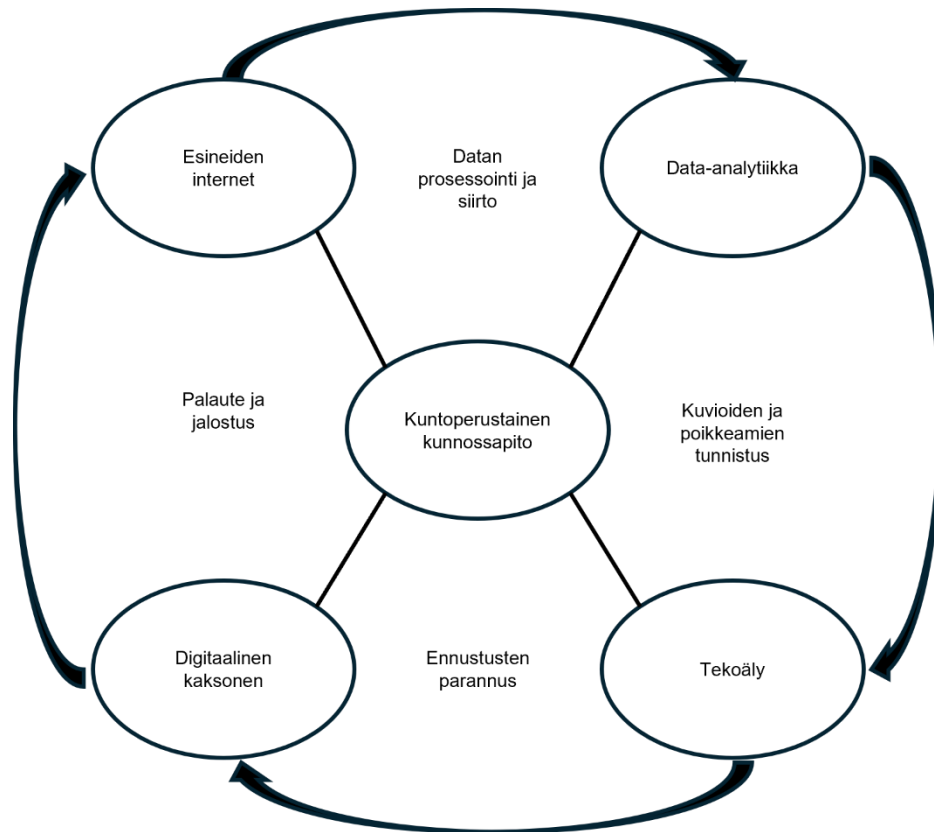 Esineiden
internet
Datan
prosessointi ja
siirto
Data-analytiikka
Palaute ja
jalostus
Kuntoperustainen
kunnossapito
Kuvioiden ja
poikkeamien
tunnistus
Digitaalinen
kaksonen
Ennustusten
parannus
Tekoäly